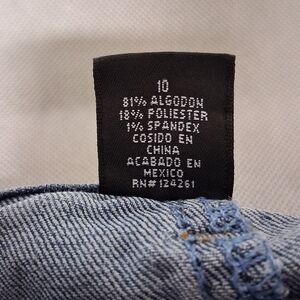 10
81% ALGODON
18% POLIESTER
1% SPANDEX
COSIDO EN
CHINA
ACABADO EN
MEXICO
RN# 124261